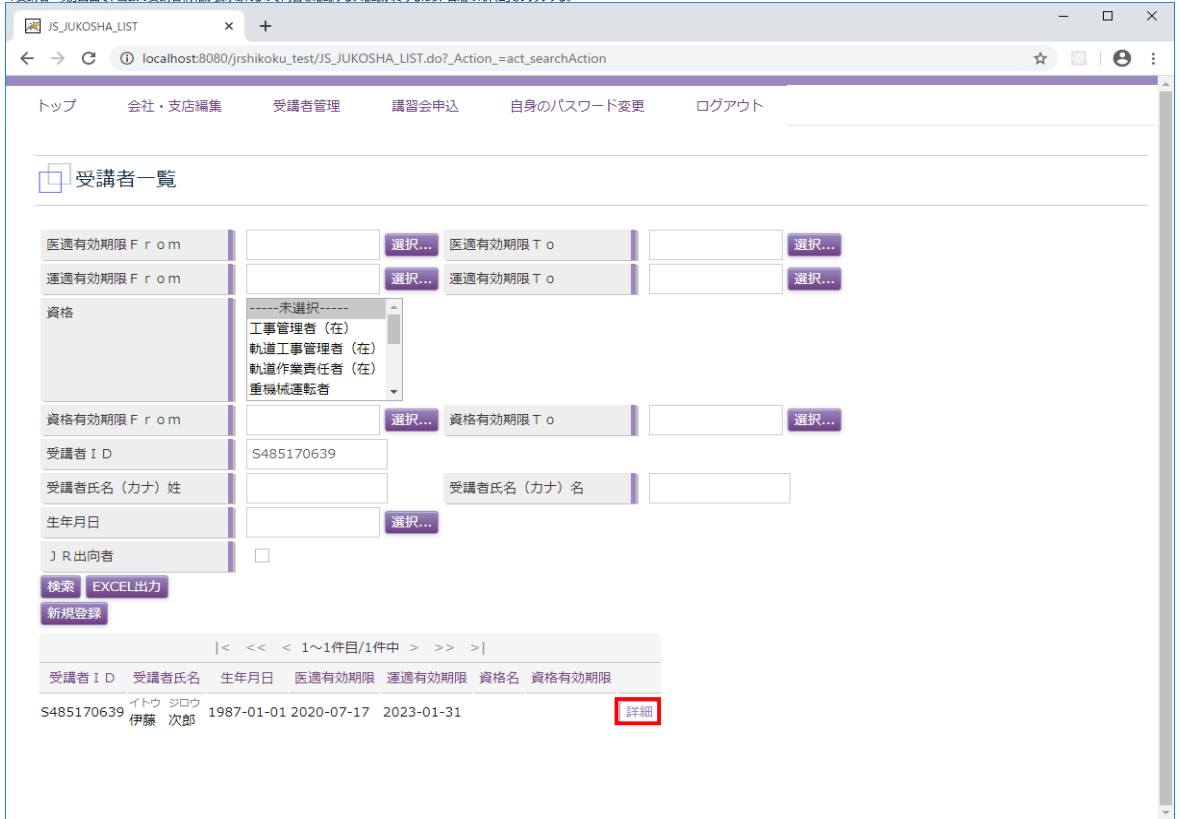 JS_JUKOSHA_LIST
localhost:8080/jrshikoku_test/JS_JUKOSHA_LIST.do?_Action_=act_searchAction
トップ 会社・支店編集 受講者管理 講習会申込 自身のパスワード変更 ログアウト
受講者一覧
医適有効期限Ｆｒｏｍ 選択... 医適有効期限Ｔｏ 選択...
運適有効期限Ｆｒｏｍ 選択... 運適有効期限Ｔｏ 選択...
資格 -----未選択-----
工事管理者（在）
軌道工事管理者（在）
軌道作業責任者（在）
重機械運転者
資格有効期限Ｆｒｏｍ 選択... 資格有効期限Ｔｏ 選択...
受講者ＩＤ S485170639
受講者氏名（カナ）姓 受講者氏名（カナ）名
生年月日 選択...
ＪＲ出向者
検索 EXCEL出力
新規登録
|< << < 1～1件目/1件中 > >> >|
受講者ＩＤ 受講者氏名 生年月日 医適有効期限 運適有効期限 資格名 資格有効期限
イトウ ジロウ
S485170639 伊藤 次郎 1987-01-01 2020-07-17 2023-01-31 詳細